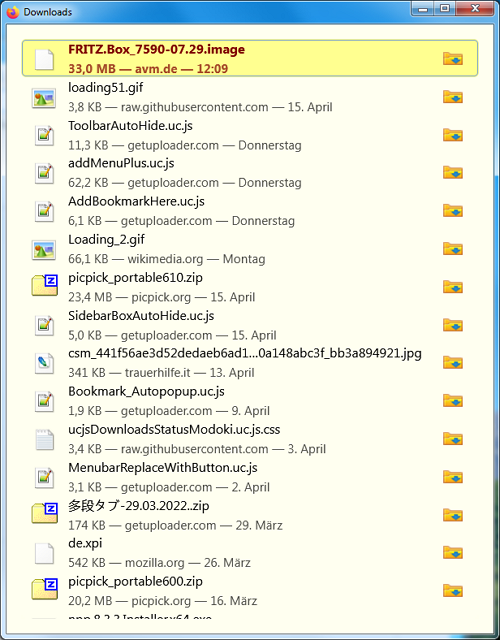 Downloads
FRITZ.Box_7590-07.29.image
33,0 MB — avm.de — 12:09
loading51.gif
3,8 KB — raw.githubusercontent.com — 15. April
ToolbarAutoHide.uc.js
11,3 KB — getuploader.com — Donnerstag
addMenuPlus.uc.js
62,2 KB — getuploader.com — Donnerstag
AddBookmarkHere.uc.js
6,1 KB — getuploader.com — Donnerstag
Loading_2.gif
66,1 KB — wikimedia.org — Montag
picpick_portable610.zip
23,4 MB — picpick.org — 15. April
SidebarBoxAutoHide.uc.js
5,0 KB — getuploader.com — 15. April
csm_441f56ae3d52dedaeb6ad1...0a148abc3f_bb3a894921.jpg
341 KB — trauerhilfe.it — 13. April
Bookmark_Autopopup.uc.js
1,9 KB — getuploader.com — 9. April
ucjsDownloadsStatusModoki.uc.js.css
3,4 KB — raw.githubusercontent.com — 3. April
MenubarReplaceWithButton.uc.js
3,1 KB — getuploader.com — 2. April
多段タブ-29.03.2022..zip
174 KB — getuploader.com — 29. März
de.xpi
542 KB — mozilla.org — 26. März
picpick_portable600.zip
20,2 MB — picpick.org — 16. März